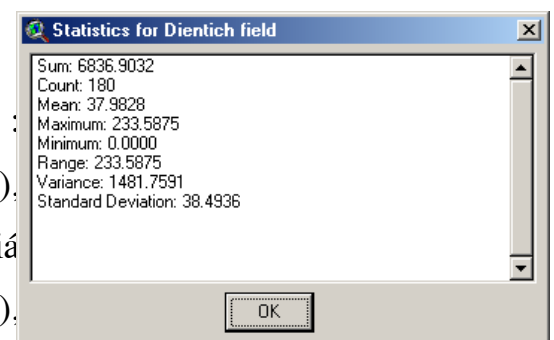 Statistics for Dientich field
Sum: 6836.9032
Count: 180
Mean: 37.9828
Maximum: 233.5875
:
Minimum: 0.0000
Range: 233.5875
Variance: 1481.7591
),
Standard Deviation: 38.4936
iá
OK
),